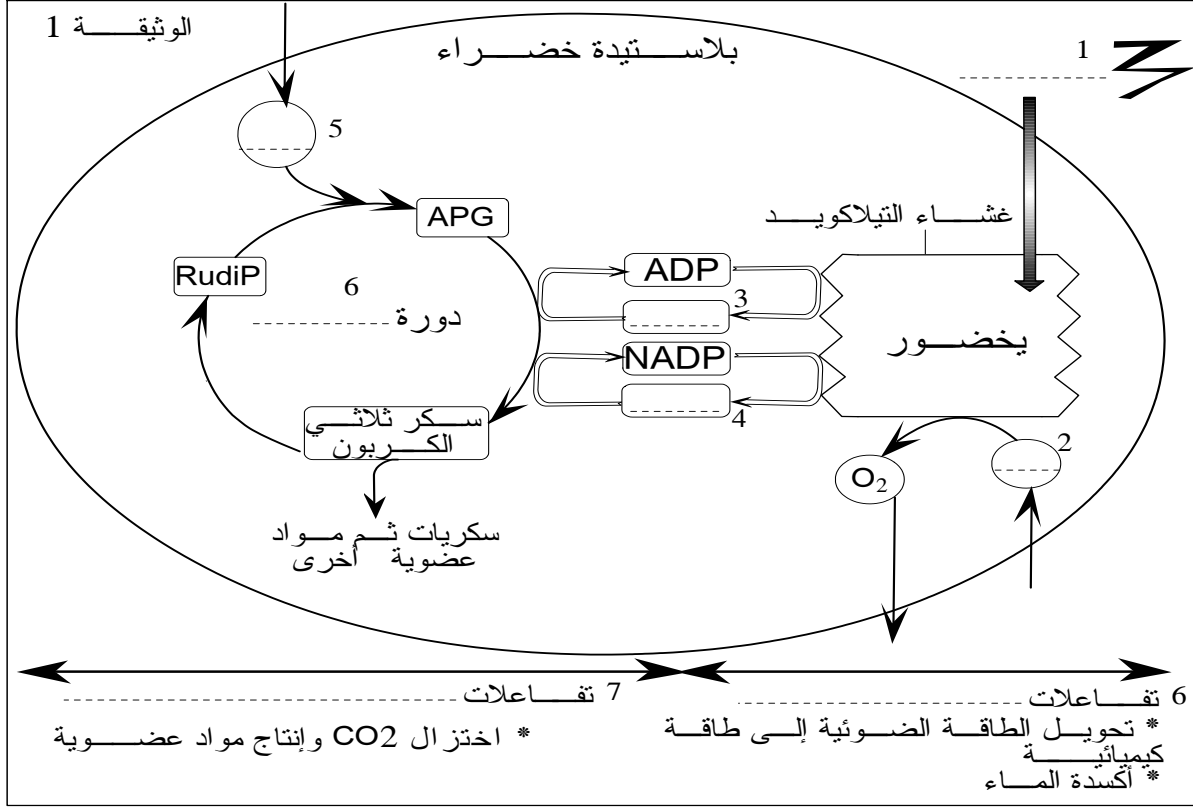 الوثيقة 1
بلاستيدة خضراء
1
5
APG
غشاء التيلاكويد
RudiP
6
دورة
ADP
3
NADP
4
يخضور
سكر ثلاثي
الكربون
سكريات ثم مواد
عضوية أخرى
O2
2
6 تفاعلات
* تحويل الطاقة الضوئية إلى طاقة
كيميائية
* أكسدة الماء
7 تفاعلات
* اختزال CO2 وإنتاج مواد عضوية